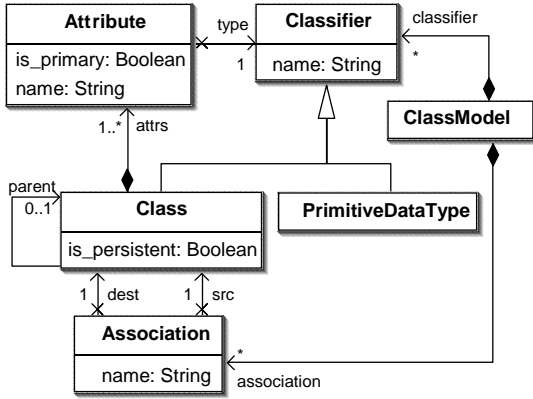 Attribute
is_primary: Boolean
name: String
type
1
Classifier
name: String
classifier
*
ClassModel
1..* attrs
parent
0..1
Class
is_persistent: Boolean
PrimitiveDataType
1 dest
1 src
Association
name: String
*
association